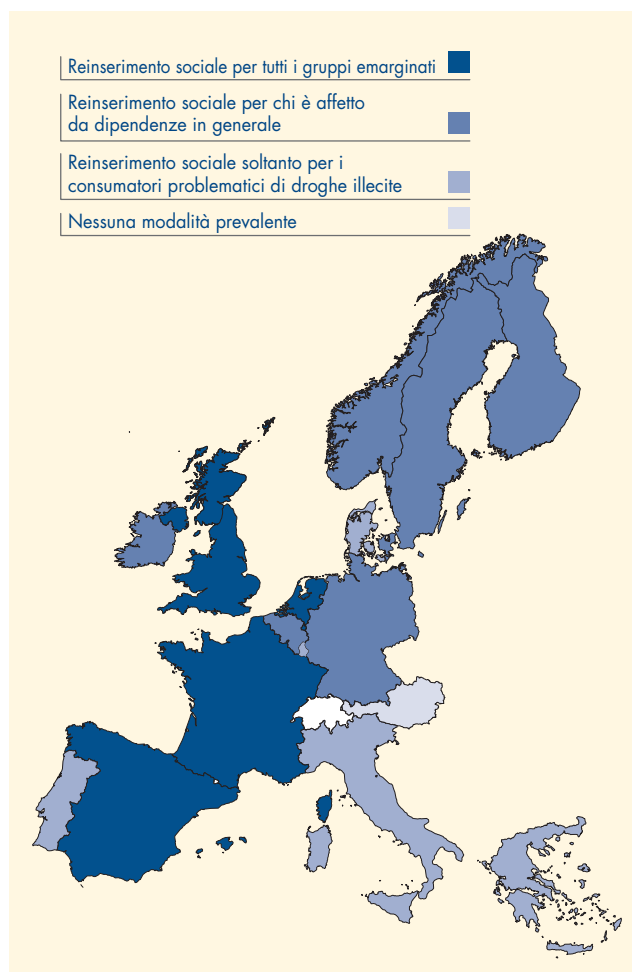 Reinserimento sociale per tutti i gruppi emarginati
Reinserimento sociale per chi è affetto
da dipendenze in generale
Reinserimento sociale soltanto per i
consumatori problematici di droghe illecite
Nessuna modalità prevalente